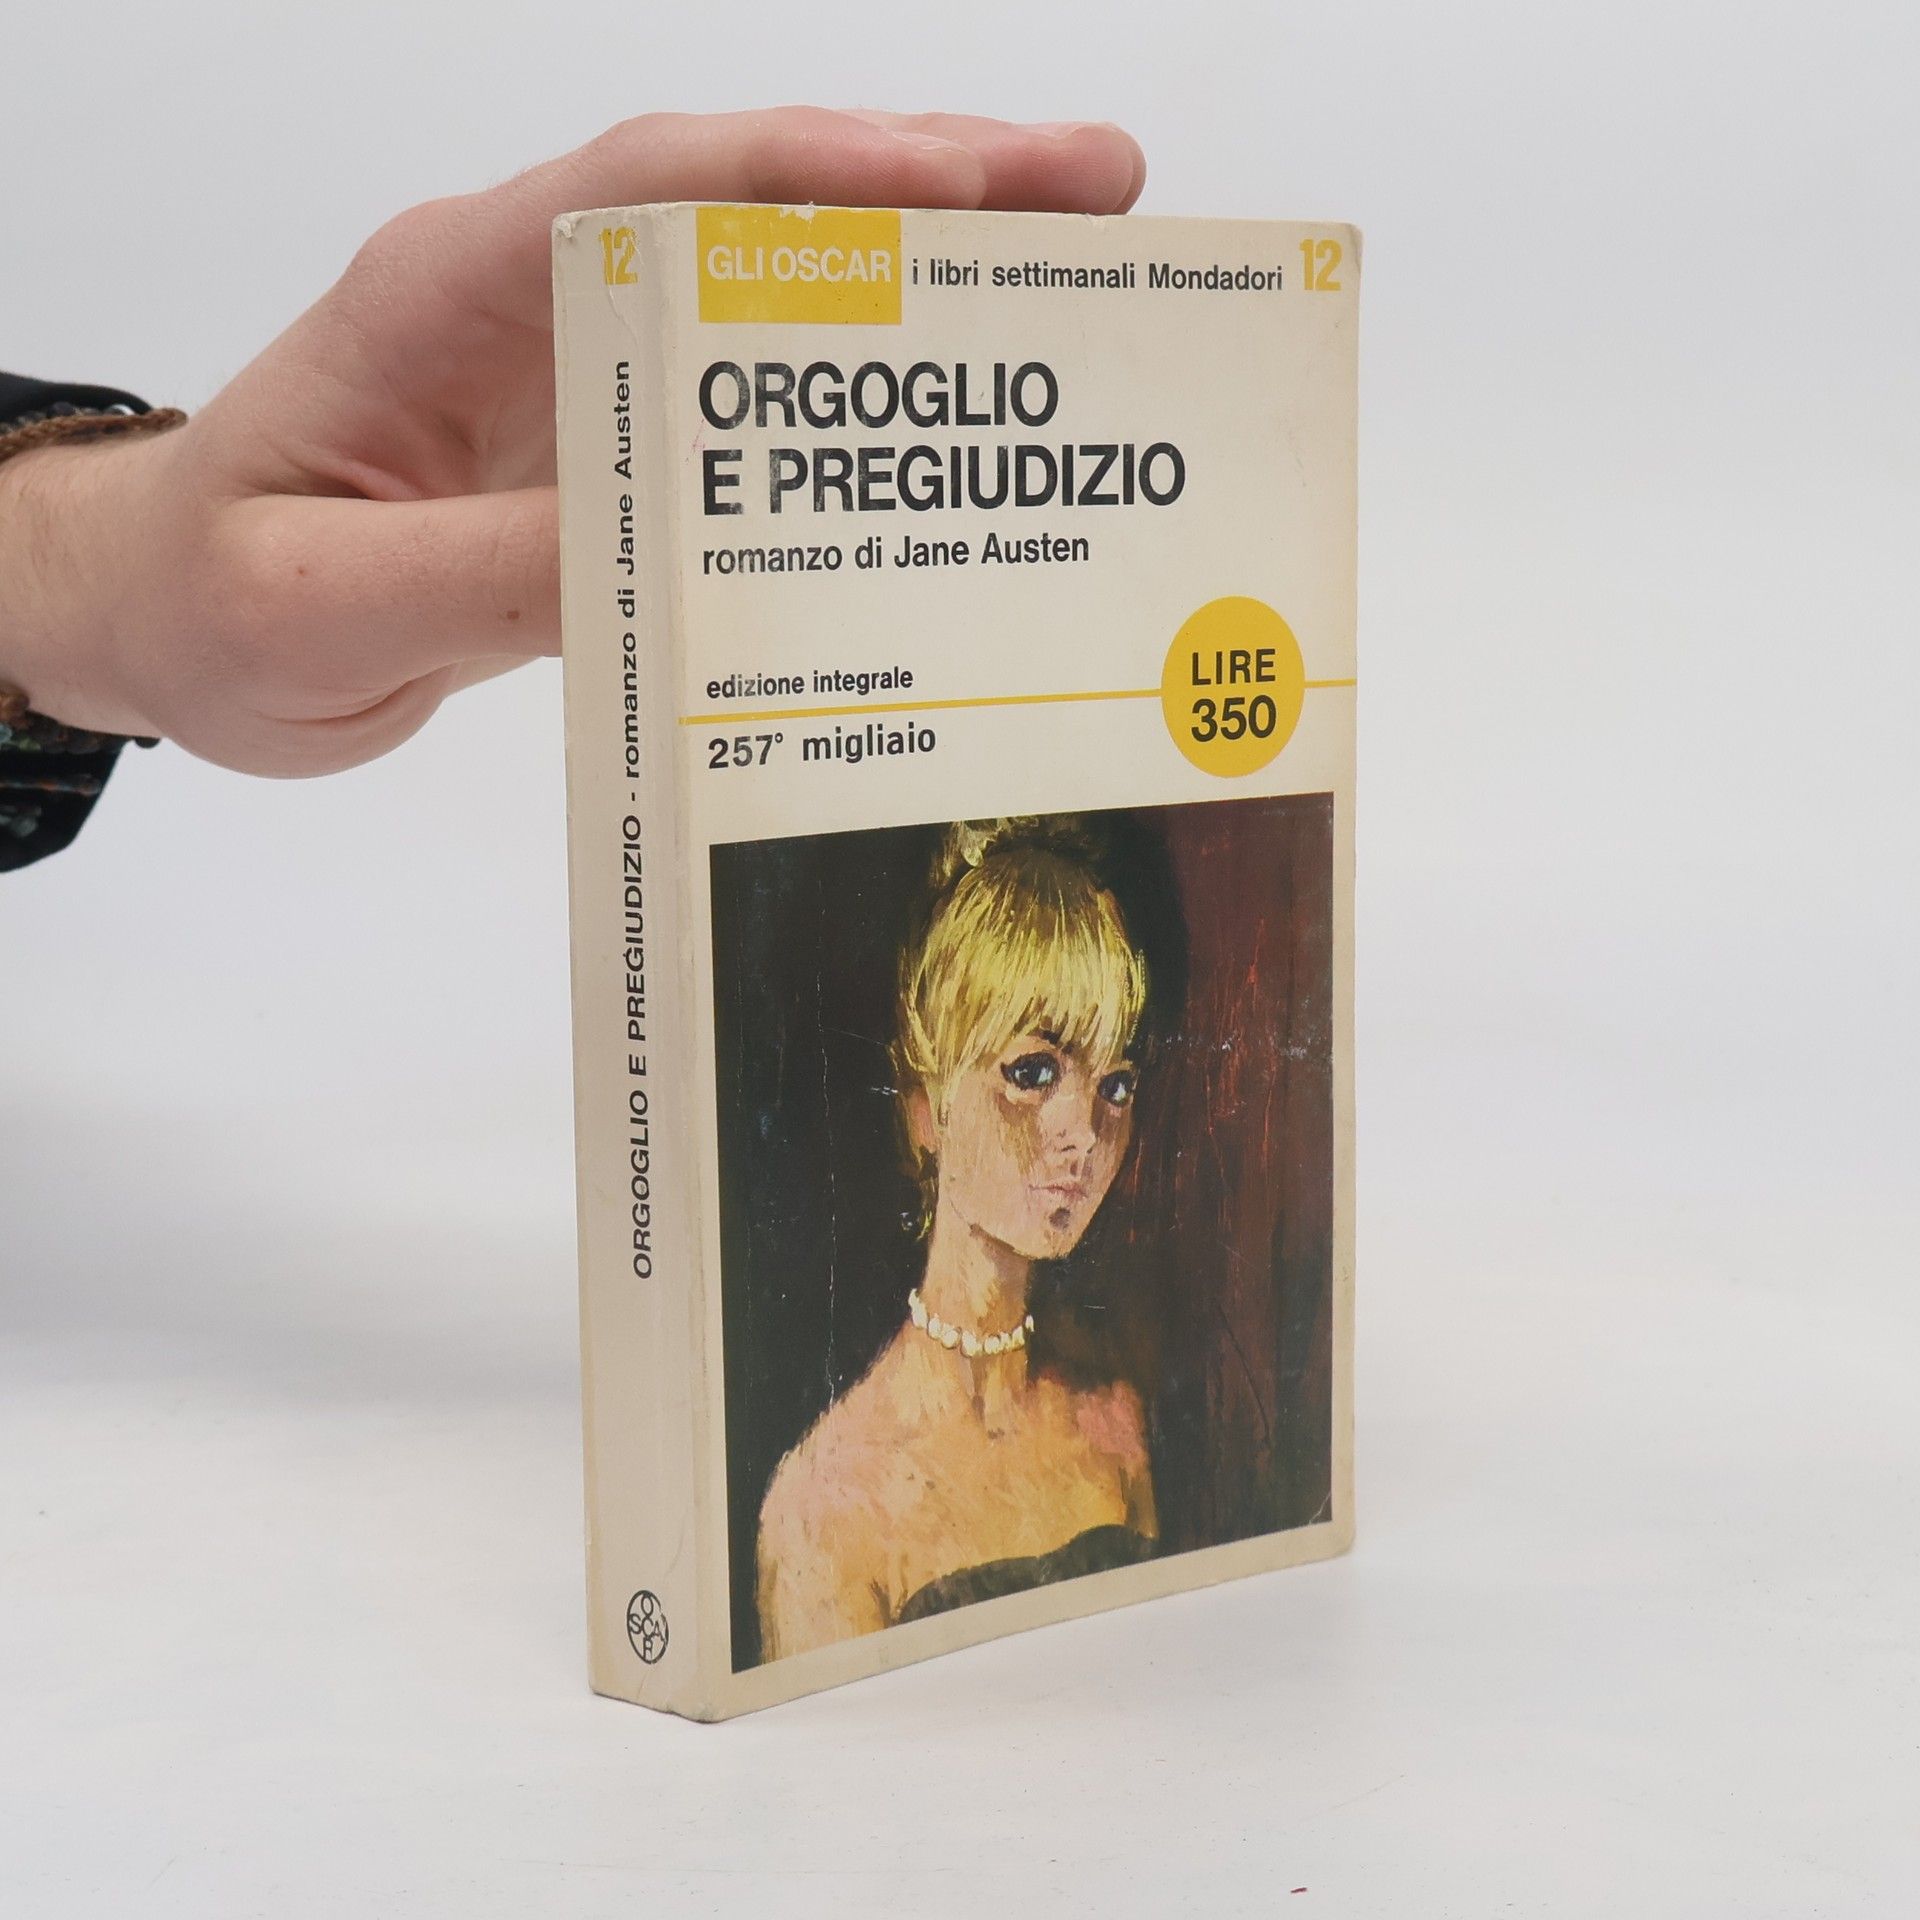 12
ORGOGLIO E PREGIUDIZIO - romanzo di Jane Austen
OSCAR
GLI OSCAR i libri settimanali Mondadori 12
ORGOGLIO
E PREGIUDIZIO
romanzo di Jane Austen
edizione integrale
257° migliaio
LIRE
350